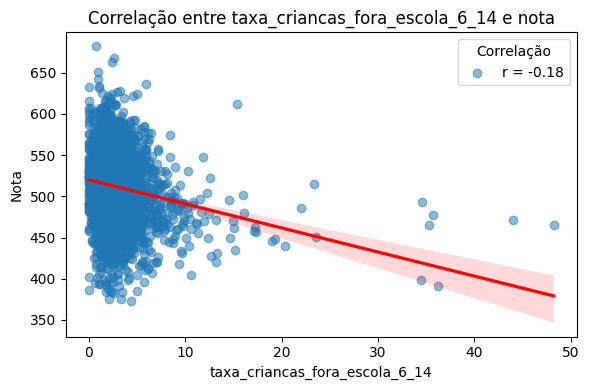 Correlação entre taxa_criancas_fora_escola_6_14 e nota
Correlação
r = -0.18
Nota
650
600
550
500
450
400
350
0
10
20
30
40
50
taxa_criancas_fora_escola_6_14